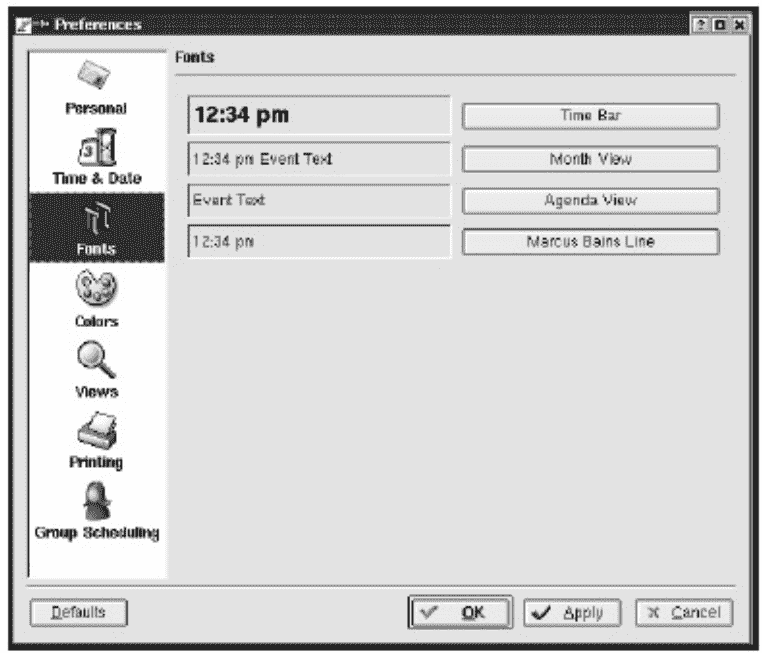 Preferences
Fonts
Personal
12:34 pm
Time Bar
12:34 pm Event Text
Month View
Time & Date
Event Text
Agenda View
Fonts
12:34 pm
Marcus Bains Line
Colors
Views
Printing
Group Scheduling
Defaults
OK
Apply
Cancel